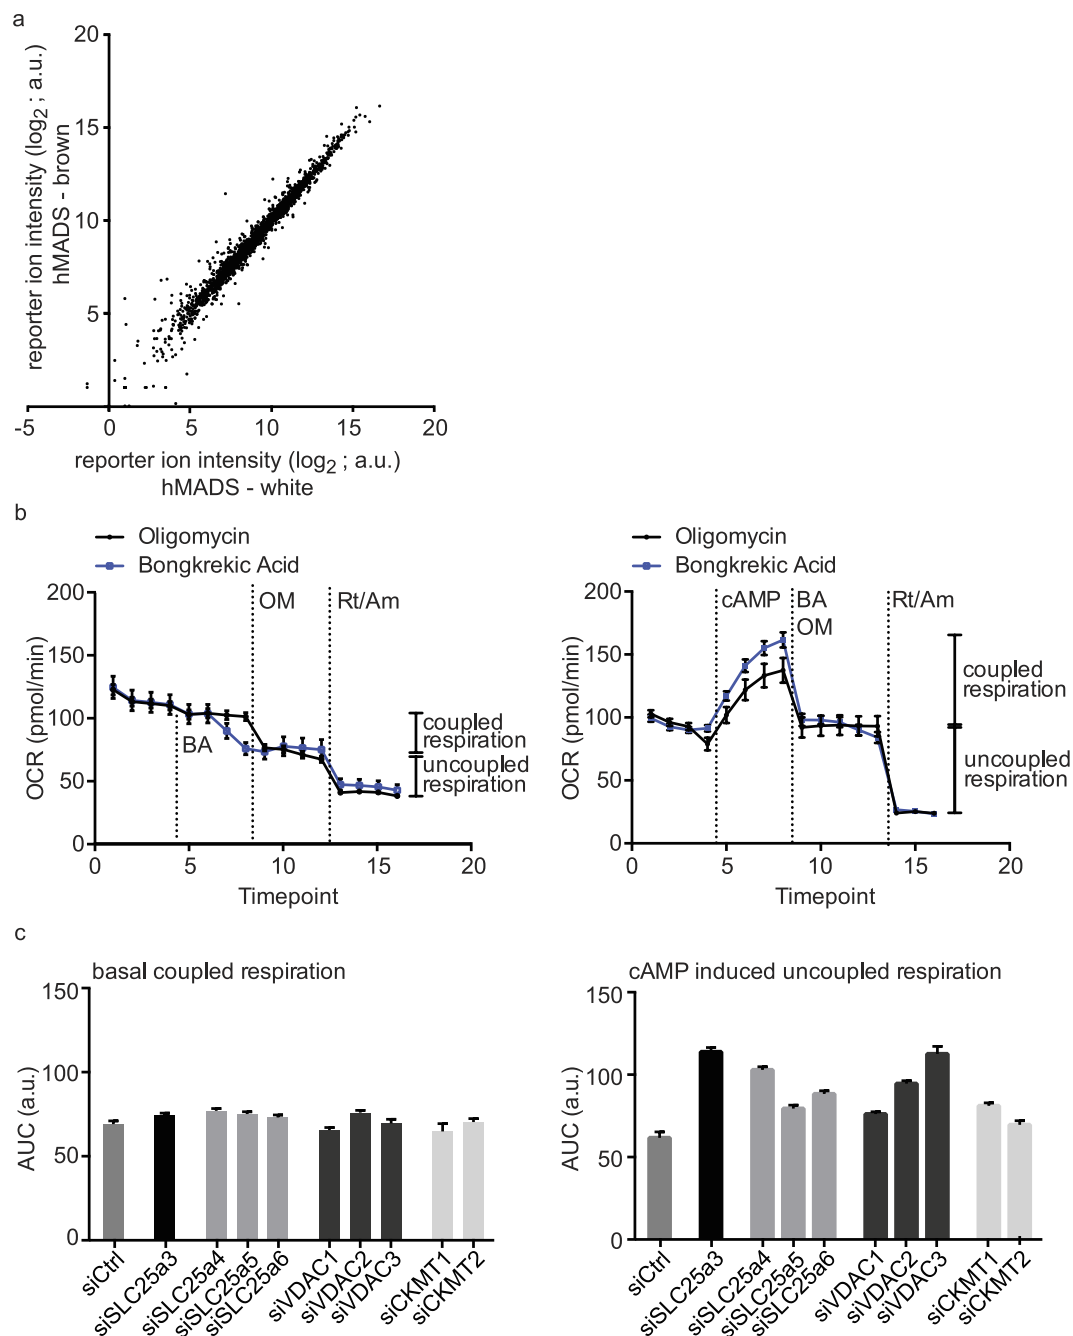 a
reporter ion intensity (log2 ; a.u.)
hMADS - brown
20
15
10
5
-5 0 5 10 15 20
reporter ion intensity (log2 ; a.u.)
hMADS - white
b
Oligomycin
Bongkrekic Acid
OCR (pmol/min)
200
150
100
50
0
BA
OM
Rt/Am
coupled
respiration
uncoupled
respiration
0 5 10 15 20
Timepoint
Oligomycin
Bongkrekic Acid
OCR (pmol/min)
200
150
100
50
0
cAMP
BA
OM
Rt/Am
coupled
respiration
uncoupled
respiration
0 5 10 15 20
Timepoint
c
basal coupled respiration
AUC (a.u.)
150
100
50
0
siCtrl
siSLC25a3
siSLC25a4
siSLC25a5
siSLC25a6
siVDAC1
siVDAC2
siVDAC3
siCKMT1
siCKMT2
cAMP induced uncoupled respiration
AUC (a.u.)
150
100
50
0
siCtrl
siSLC25a3
siSLC25a4
siSLC25a5
siSLC25a6
siVDAC1
siVDAC2
siVDAC3
siCKMT1
siCKMT2